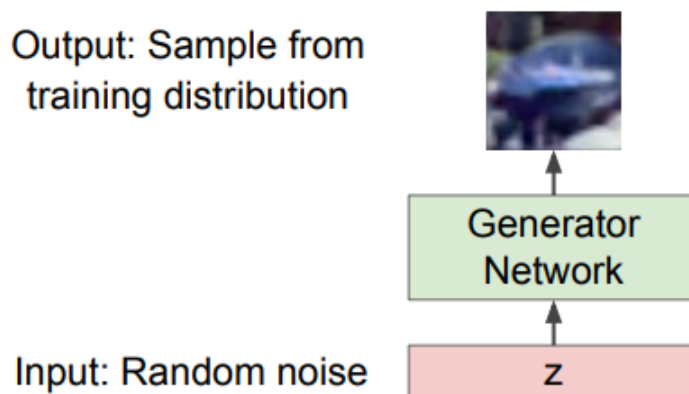 Output: Sample from
training distribution
Generator
Network
Input: Random noise
z